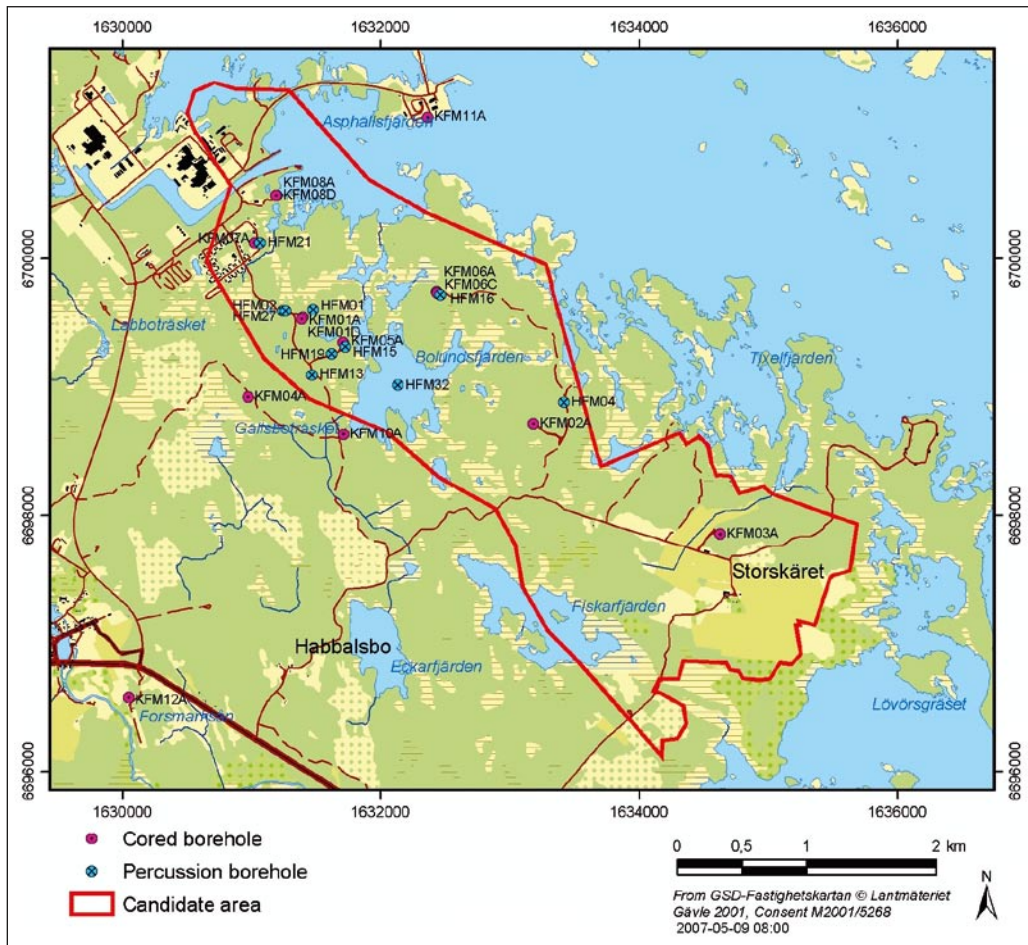 1630000
1632000
1634000
1636000
Asphallsfjärden
KFM11A
KFM08A
KFM08D
KFM07A
HFM21
6700000
6700000
KFM06A
KFM06C
HFM16
HFM02
HFM27
HFM01
KFM01A
KFM01D
KFM05A
HFM19
HFM15
Labboträsket
Bolundsfjärden
Tixelfjärden
HFM13
HFM32
KFM04A
HFM04
Gällsboträsket
KFM10A
KFM02A
6698000
6698000
KFM03A
Storskäret
Fiskarfjärden
Habbalsbo
Eckarfjärden
KFM12A
Forsmarksån
Lövörsgräset
6696000
6696000
1630000
1632000
1634000
1636000
Cored borehole
Percussion borehole
Candidate area
0 0,5 1 2 km
From GSD-Fastighetskartan © Lantmäteriet
Gävle 2001, Consent M2001/5268
2007-05-09 08:00
N